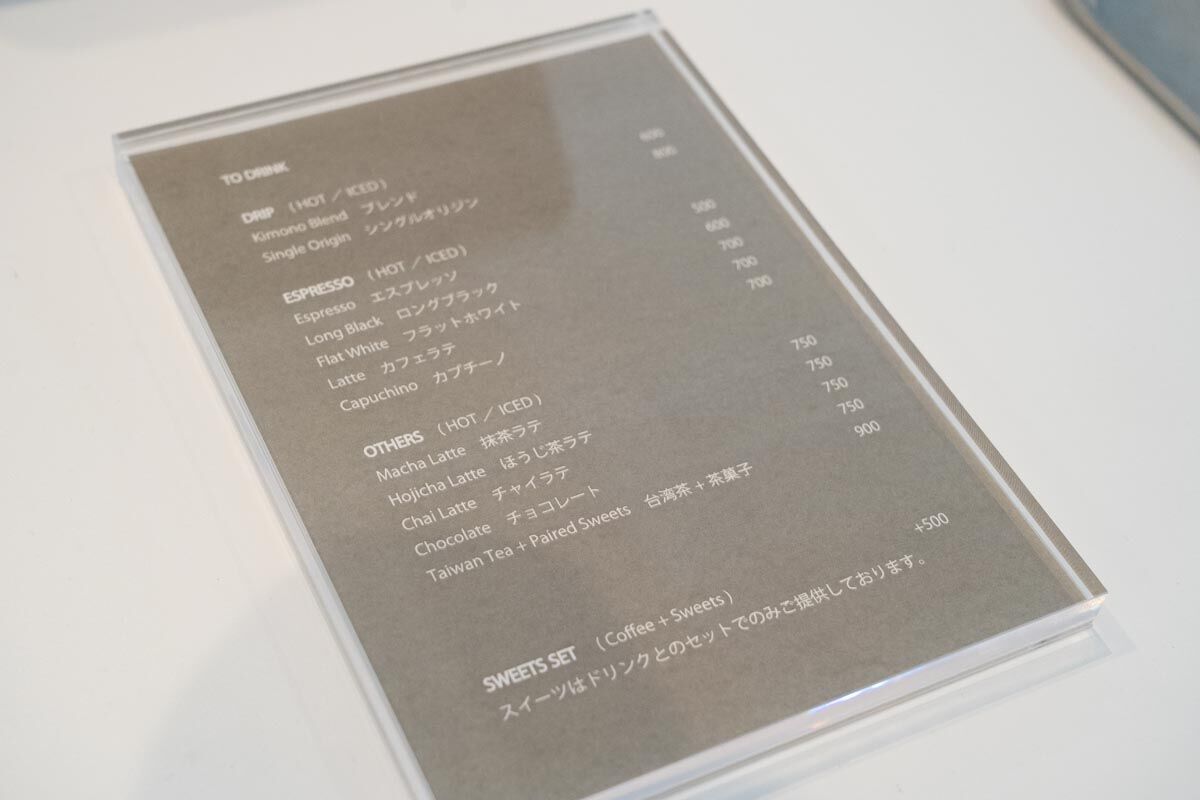 TO DRINK
DRIP (HOT / ICED)
Kimono Blend ブレンド 600
Single Origin シングルオリジン 800
ESPRESSO (HOT / ICED)
Espresso エスプレッソ 500
Long Black ロングブラック 600
Flat White フラットホワイト 700
Latte カフェラテ 700
Capuchino カプチーノ 700
OTHERS (HOT / ICED)
Macha Latte 抹茶ラテ 750
Hojicha Latte ほうじ茶ラテ 750
Chai Latte チャイラテ 750
Chocolate チョコレート 750
Taiwan Tea + Paired Sweets 台湾茶 + 茶菓子 900
SWEETS SET (Coffee + Sweets) +500
スイーツはドリンクとのセットでのみご提供しております。